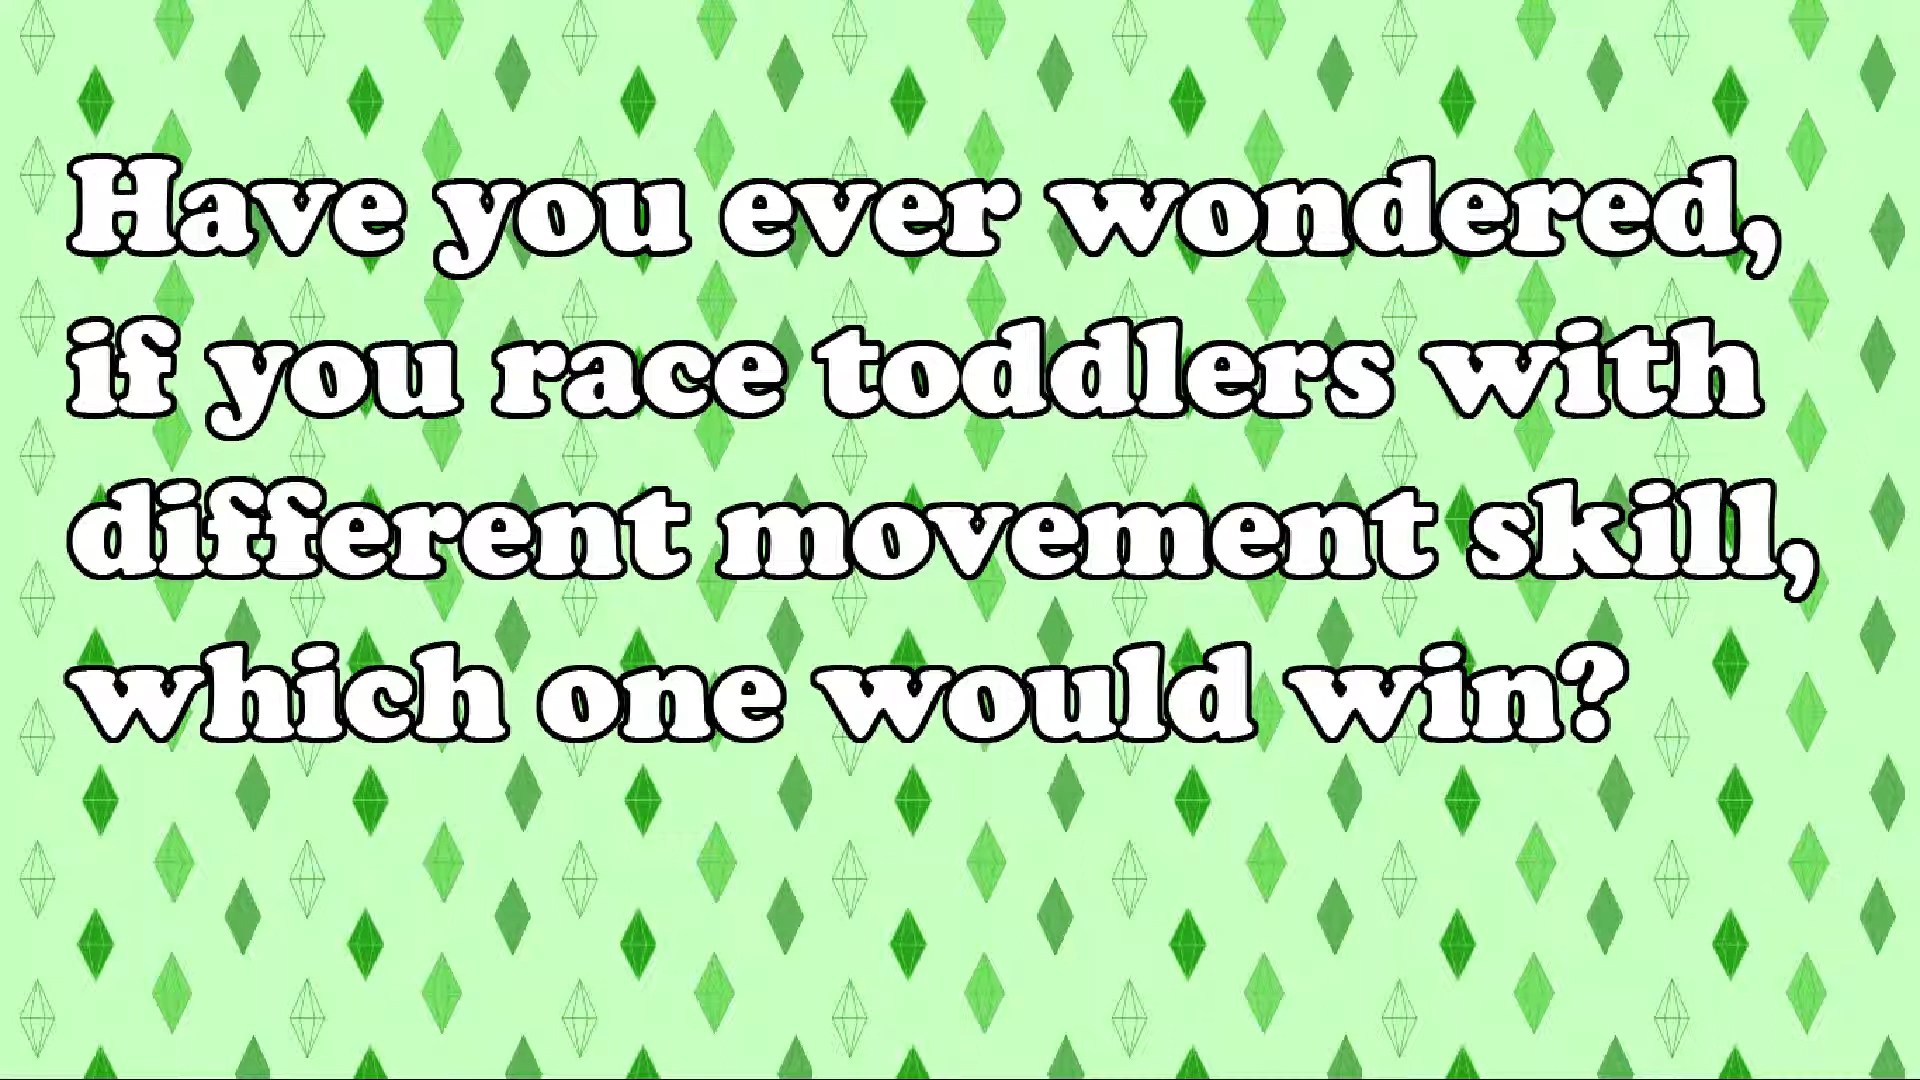 Have you ever wondered,
if you race toddlers with
different movement skill,
which one would win?